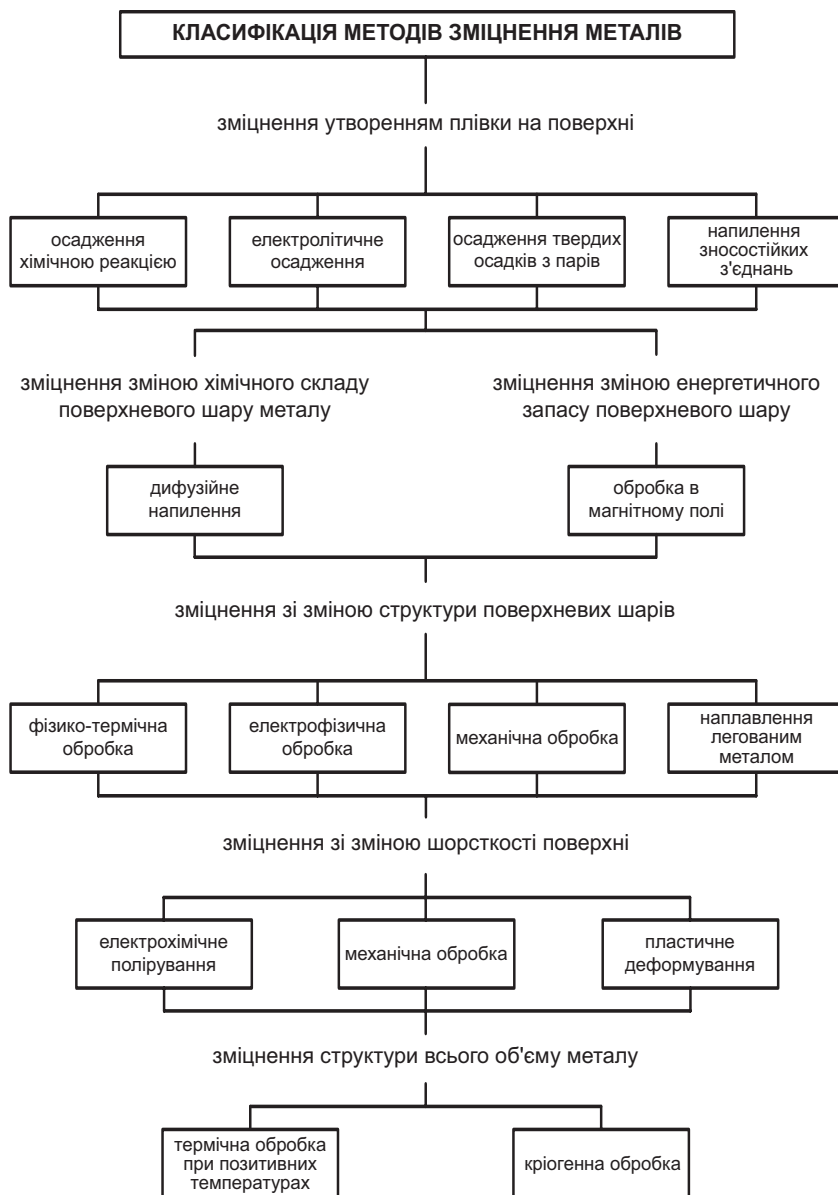 КЛАСИФІКАЦІЯ МЕТОДІВ ЗМІЦНЕННЯ МЕТАЛІВ
зміцнення утворенням плівки на поверхні
осадження
хімічною реакцією
електролітичне
осадження
осадження твердих
осадків з парів
напилення
зносостійких
з'єднань
зміцнення зміною хімічного складу
поверхневого шару металу
зміцнення зміною енергетичного
запасу поверхневого шару
дифузійне
напилення
обробка в
магнітному полі
зміцнення зі зміною структури поверхневих шарів
фізико-термічна
обробка
електрофізична
обробка
механічна обробка
наплавлення
легованим
металом
зміцнення зі зміною шорсткості поверхні
електрохімічне
полірування
механічна обробка
пластичне
деформування
зміцнення структури всього об'єму металу
термічна обробка
при позитивних
температурах
кріогенна обробка